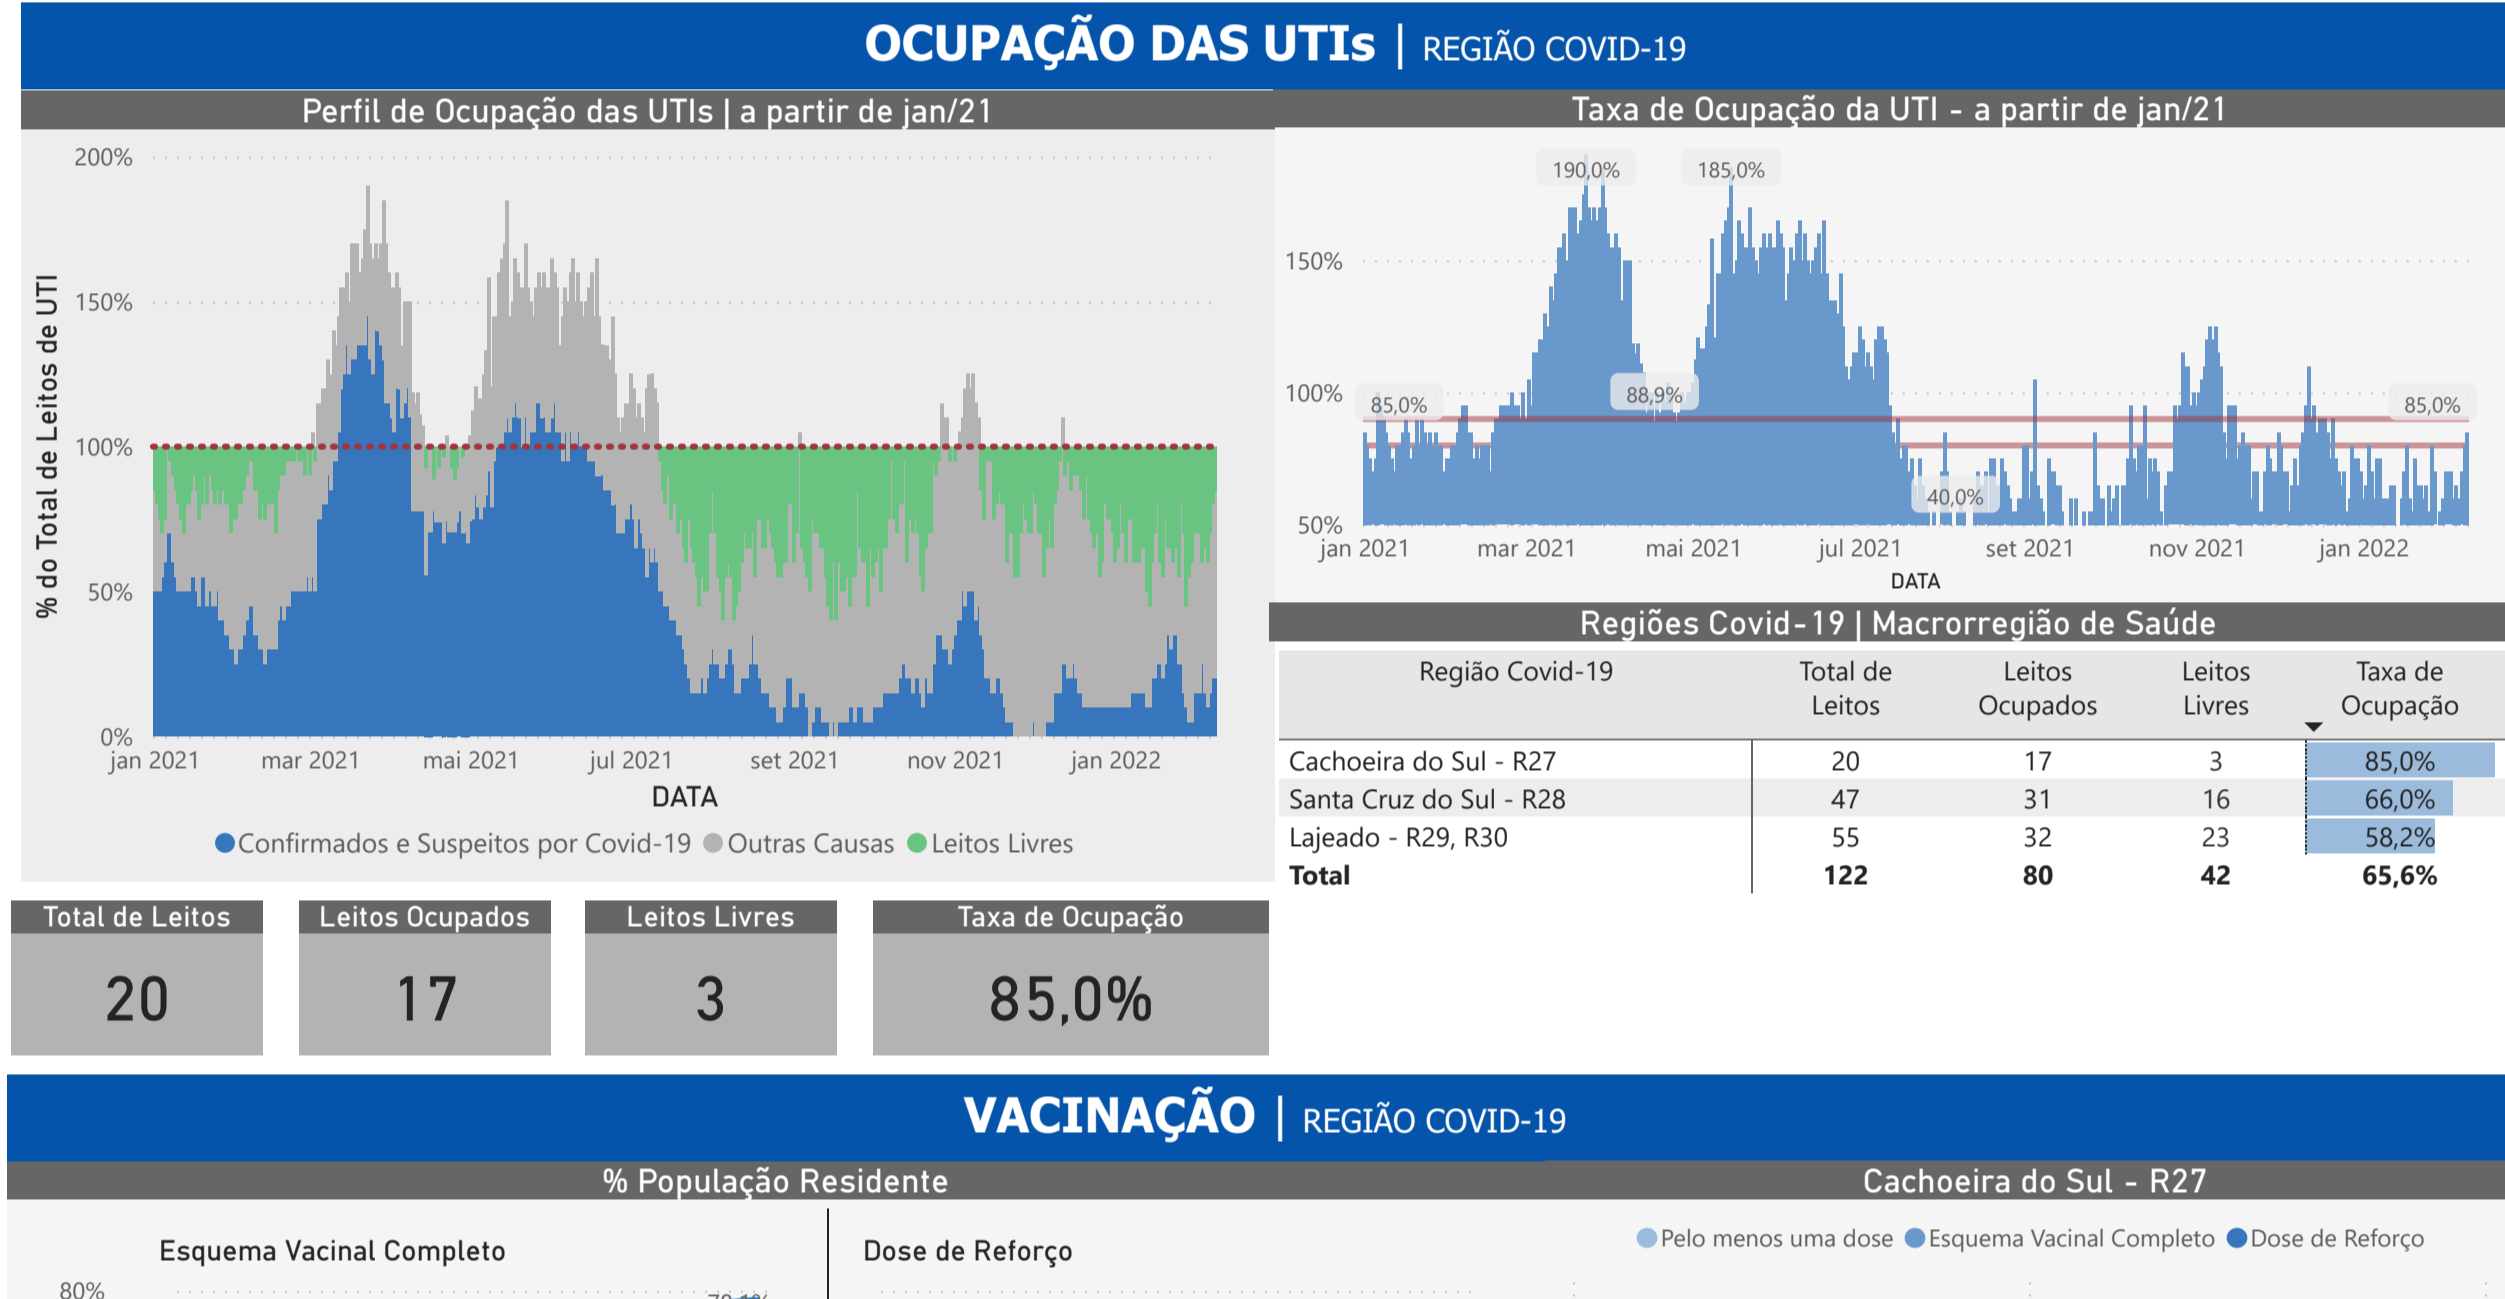 OCUPAÇÃO DAS UTIs | REGIÃO COVID-19
Perfil de Ocupação das UTIs | a partir de jan/21
200%
150%
100%
50%
0%
% do Total de Leitos de UTI
jan 2021 mar 2021 mai 2021 jul 2021 set 2021 nov 2021 jan 2022
DATA
Confirmados e Suspeitos por Covid-19 Outras Causas Leitos Livres
Taxa de Ocupação da UTI - a partir de jan/21
190,0% 185,0%
150%
100%
85,0% 88,9% 40,0% 85,0%
50%
jan 2021 mar 2021 mai 2021 jul 2021 set 2021 nov 2021 jan 2022
DATA
Regiões Covid-19 | Macrorregião de Saúde
Região Covid-19 Total de Leitos Leitos Ocupados Leitos Livres Taxa de Ocupação
Cachoeira do Sul - R27 20 17 3 85,0%
Santa Cruz do Sul - R28 47 31 16 66,0%
Lajeado - R29, R30 55 32 23 58,2%
Total 122 80 42 65,6%
Total de Leitos Leitos Ocupados Leitos Livres Taxa de Ocupação
20 17 3 85,0%
VACINAÇÃO | REGIÃO COVID-19
% População Residente
Esquema Vacinal Completo
80%
Dose de Reforço
Cachoeira do Sul - R27
Pelo menos uma dose Esquema Vacinal Completo Dose de Reforço